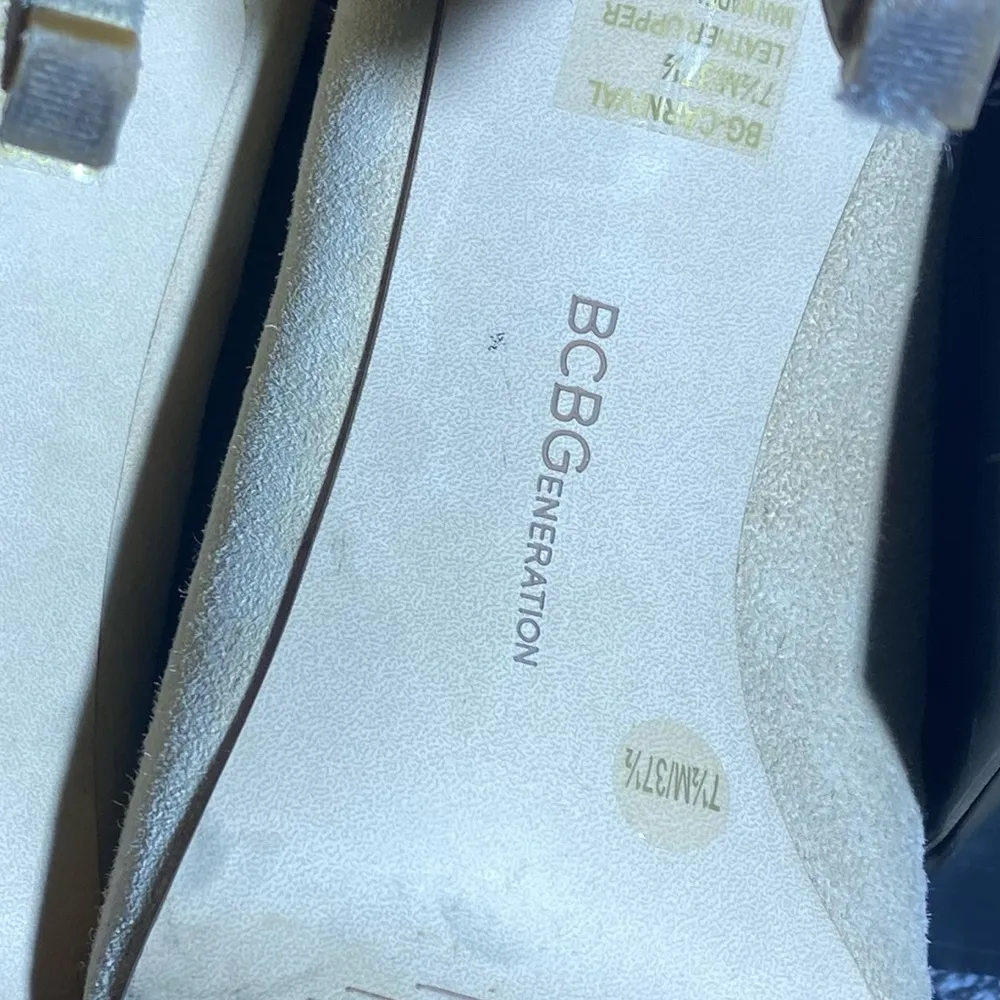 BG-CARNIVAL
7½M/37½
LEATHER UPPER
BCBGENERATION
7½M/37½